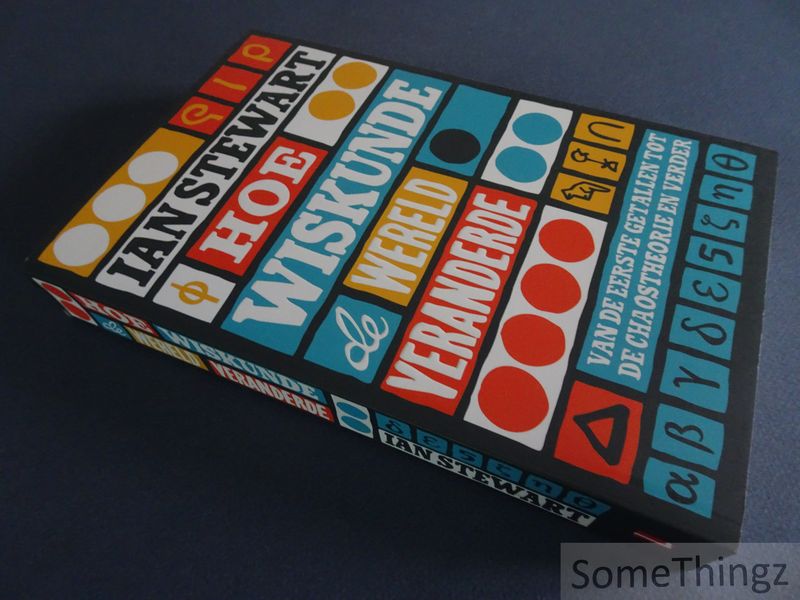 IAN STEWART
HOE
WISKUNDE
de WERELD
VERANDERDE
VAN DE EERSTE GETALLEN TOT
DE CHAOSTHEORIE EN VERDER
α β γ δ ε ς ζ η θ
HOE WISKUNDE
de WERELD VERANDERDE
δ ε ς ζ η θ
IAN STEWART
SomeThingz